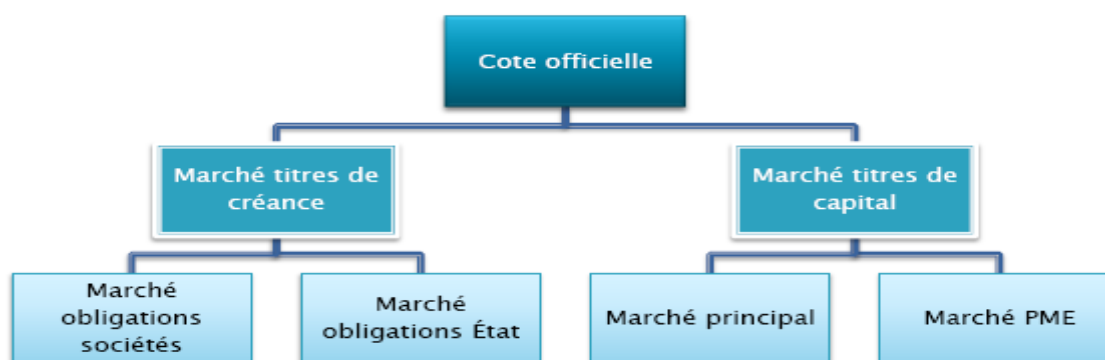 Cote officielle
Marché titres de
créance
Marché titres de
capital
Marché
obligations
sociétés
Marché
obligations État
Marché principal
Marché PME